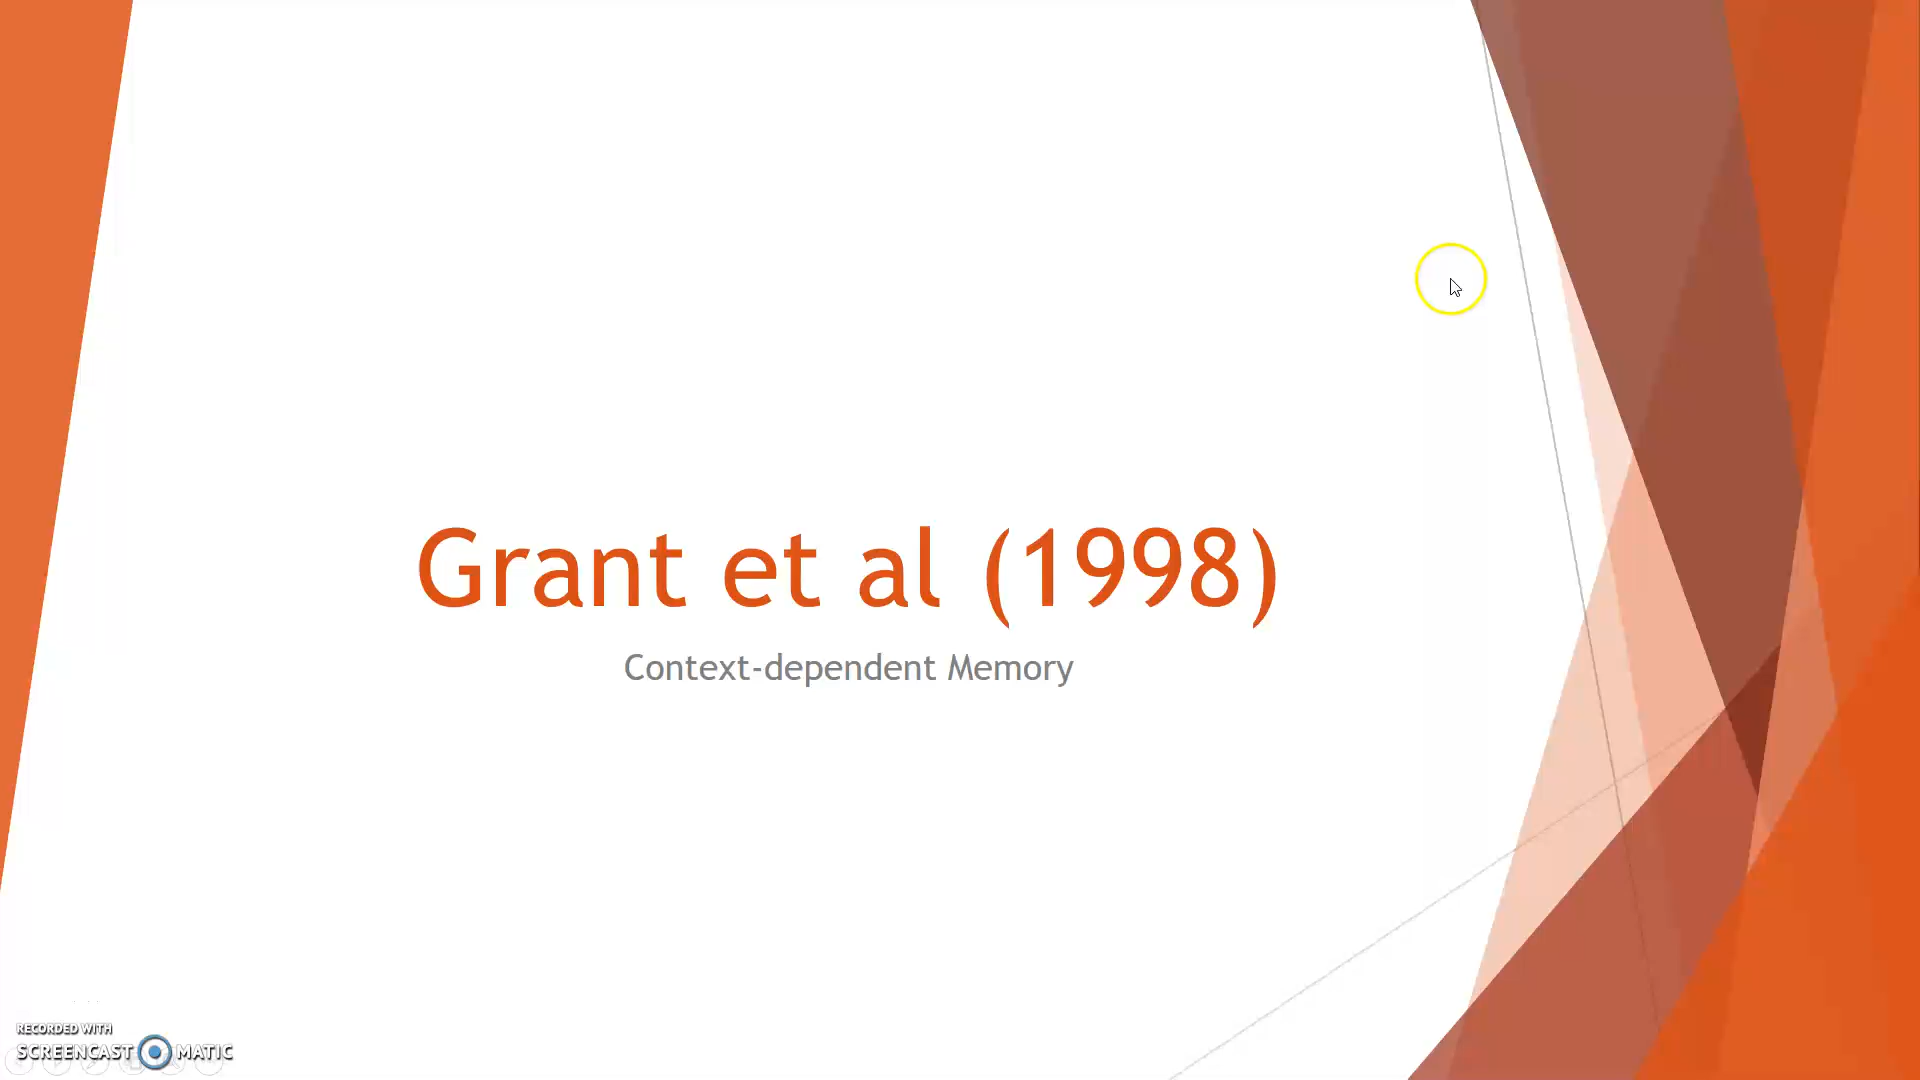 Grant et al (1998)
Context-dependent Memory
RECORDED WITH
SCREENCAST MATIC